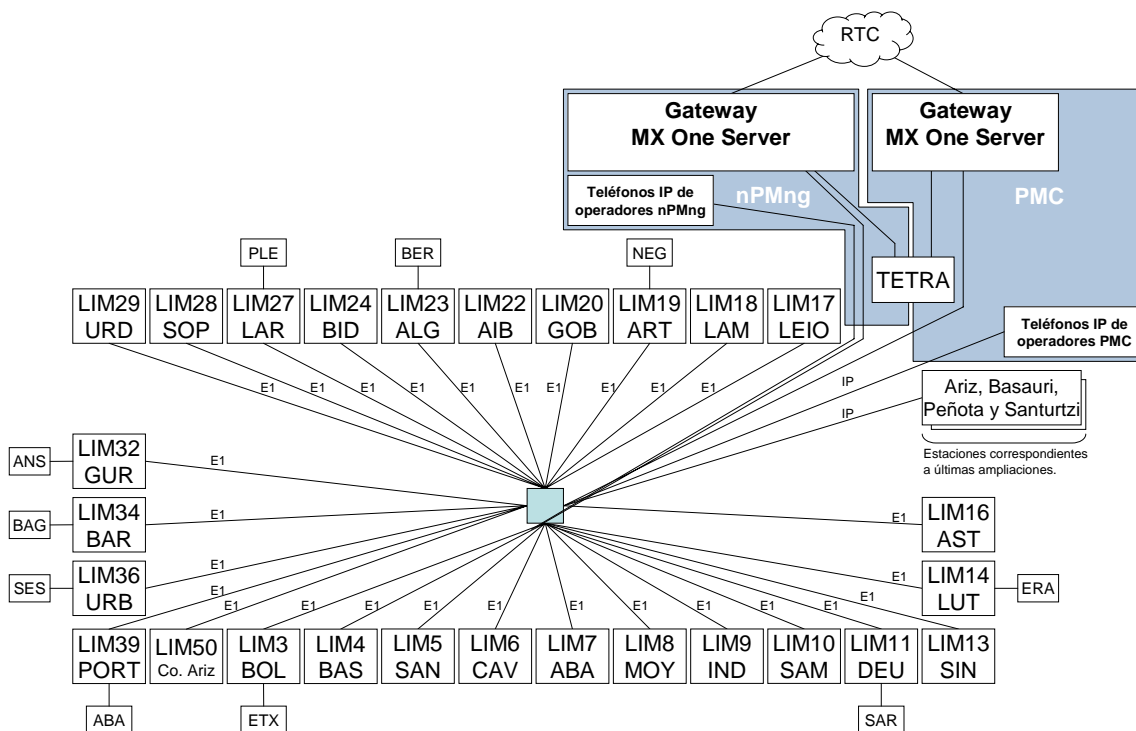 RTC
Gateway
MX One Server
Gateway
MX One Server
Teléfonos IP de
operadores nPMng
nPMng
PMC
TETRA
Teléfonos IP de
operadores PMC
PLE
BER
NEG
LIM29
URD
LIM28
SOP
LIM27
LAR
LIM24
BID
LIM23
ALG
LIM22
AIB
LIM20
GOB
LIM19
ART
LIM18
LAM
LIM17
LEIO
E1
E1
E1
E1
E1
E1
E1
E1
E1
E1
IP
IP
Ariz, Basauri,
Peñota y Santurtzi
Estaciones correspondientes
a últimas ampliaciones.
ANS
LIM32
GUR
E1
BAG
LIM34
BAR
E1
E1
LIM16
AST
SES
LIM36
URB
E1
E1
LIM14
LUT
ERA
E1
E1
E1
E1
E1
E1
E1
E1
E1
E1
E1
E1
LIM39
PORT
LIM50
Co. Ariz
LIM3
BOL
LIM4
BAS
LIM5
SAN
LIM6
CAV
LIM7
ABA
LIM8
MOY
LIM9
IND
LIM10
SAM
LIM11
DEU
LIM13
SIN
ABA
ETX
SAR